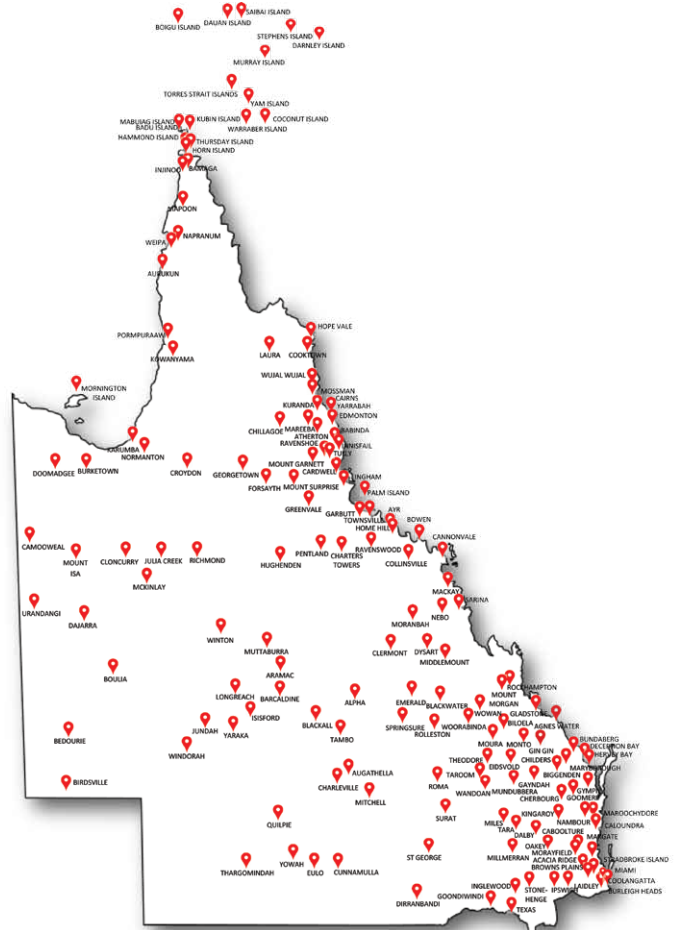 SAIBAI ISLAND
DAUAN ISLAND
BOIGU ISLAND
STEPHENS ISLAND
DARNLEY ISLAND
MURRAY ISLAND
TORRES STRAIT ISLANDS
YAM ISLAND
MABUIAG ISLAND
KUBIN ISLAND
COCONUT ISLAND
BADU ISLAND
WARRABER ISLAND
HAMMOND ISLAND
THURSDAY ISLAND
HORN ISLAND
INJINOO
BAMAGA
MAPOON
NAPRANUM
WEIPA
AURUKUN
HOPE VALE
PORMPURAAW
KOWANYAMA
LAURA
COOKTOWN
WUJAL WUJAL
MORNINGTON
ISLAND
MOSSMAN
CAIRNS
KURANDA
YARRABAH
EDMONTON
CHILLAGOE
MAREEBA
BABINDA
ATHERTON
KARUMBA
RAVENSHOE
INNISFAIL
NORMANTON
TULLY
DOOMADGEE
BURKETOWN
CROYDON
GEORGETOWN
MOUNT GARNETT
CARDWELL
FORSAYTH
MOUNT SURPRISE
INGHAM
PALM ISLAND
GREENVALE
GARBUTT
AYR
TOWNSVILLE
HOME HILL
BOWEN
CAMOOWEAL
CANNONVALE
MOUNT
ISA
CLONCURRY
JULIA CREEK
RICHMOND
HUGHENDEN
PENTLAND
CHARTERS
TOWERS
RAVENSWOOD
COLLINSVILLE
MCKINLAY
MACKAY
URANDANGI
DAJARRA
SARINA
NEBO
MORANBAH
WINTON
MUTTABURRA
CLERMONT
DYSART
MIDDLEMOUNT
BOULIA
ARAMAC
ROCKHAMPTON
LONGREACH
BARCALDINE
ALPHA
EMERALD
BLACKWATER
MOUNT
MORGAN
ISISFORD
WOWAN
GLADSTONE
JUNDAH
YARAKA
BLACKALL
TAMBO
SPRINGSURE
ROLLESTON
WOORABINDA
BILOELA
AGNES WATER
BEDOURIE
WINDORAH
MOURA
MONTO
GIN GIN
BUNDABERG
DECEPTION BAY
HERVEY BAY
THEODORE
EIDSVOLD
CHILDERS
MARYBOROUGH
BIRDSVILLE
AUGATHELLA
CHARLEVILLE
MITCHELL
ROMA
TAROOM
WANDOAN
MUNDUBBERA
GAYNDAH
BIGGENDEN
CHERBOURG
GYMPIE
GOOMERI
QUILPIE
SURAT
MILES
TARA
KINGAROY
NAMBOUR
MAROOCHYDORE
CALOUNDRA
DALBY
CABOOLTURE
MARGATE
YOWAH
ST GEORGE
MILLMERRAN
OAKEY
MORAYFIELD
ACACIA RIDGE
STRADBROKE ISLAND
BROWNS PLAINS
THARGOMINDAH
EULO
CUNNAMULLA
MIAMI
COOLANGATTA
DIRRANBANDI
INGLEWOOD
STONE-
HENGE
IPSWICH
LAIDLEY
BURLEIGH HEADS
GOONDIWINDI
TEXAS